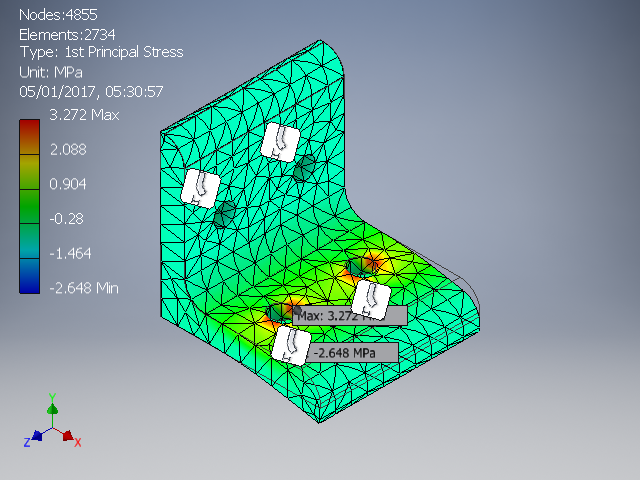 Nodes:4855
Elements:2734
Type: 1st Principal Stress
Unit: MPa
05/01/2017, 05:30:57
3.272 Max
2.088
0.904
-0.28
-1.464
-2.648 Min
Max: 3.272
-2.648 MPa
Y
Z
X